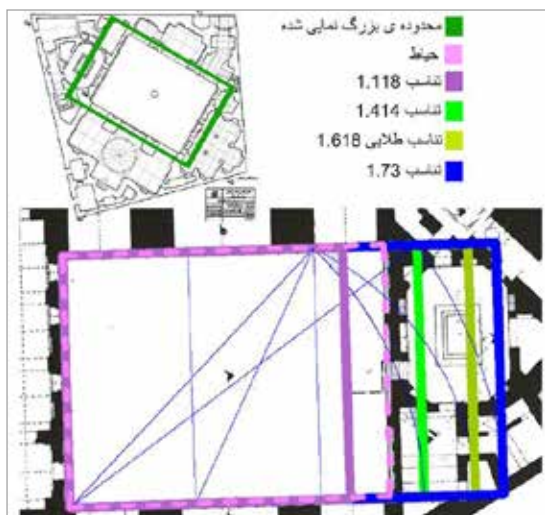 محدوده ی بزرگ نمایی شده
حیاط
تناسب 1.118
تناسب 1.414
تناسب طلایی 1.618
تناسب 1.73